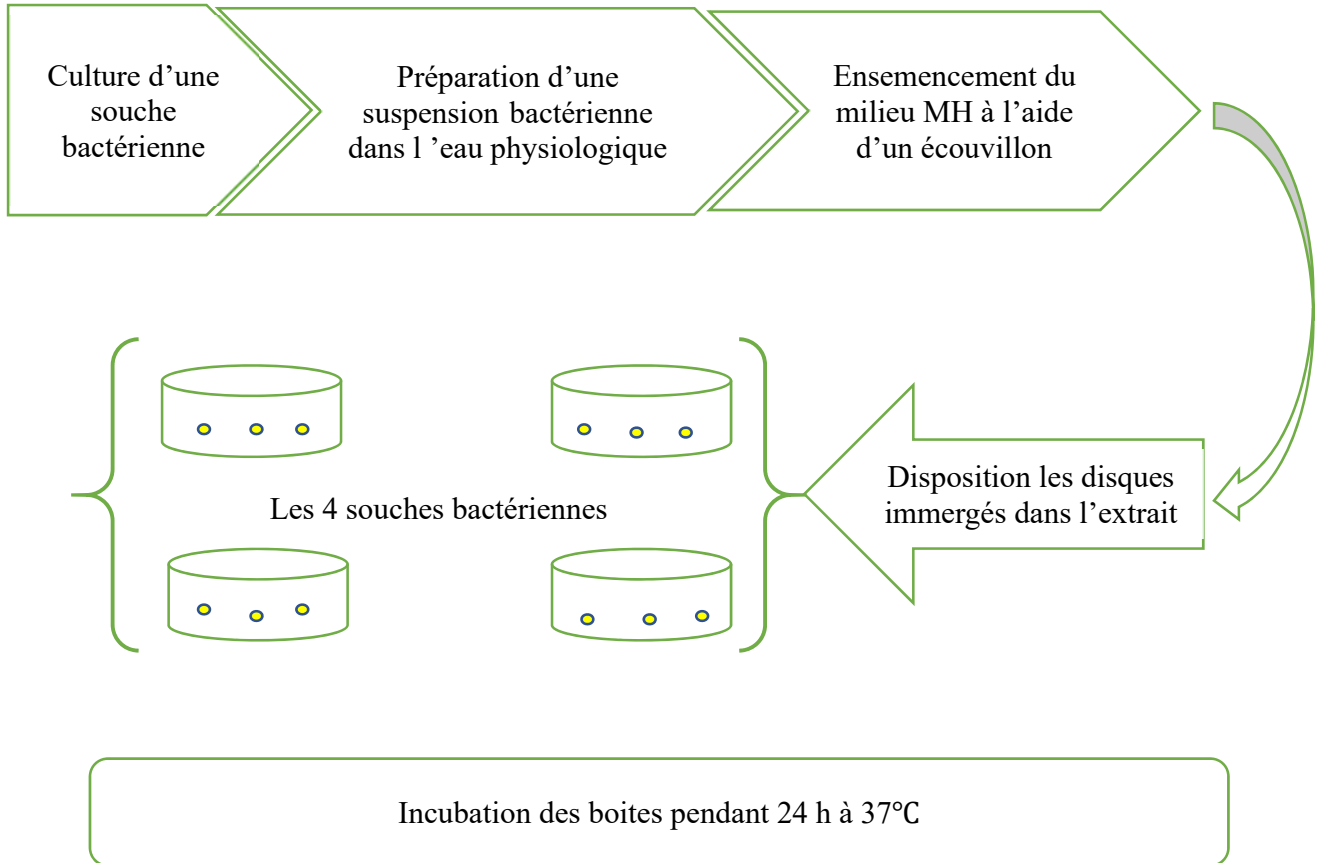 Culture d’une
souche
bactérienne
Préparation d’une
suspension bactérienne
dans l ’eau physiologique
Ensemencement du
milieu MH à l’aide
d’un écouvillon
Disposition les disques
immergés dans l’extrait
Les 4 souches bactériennes
Incubation des boites pendant 24 h à 37℃